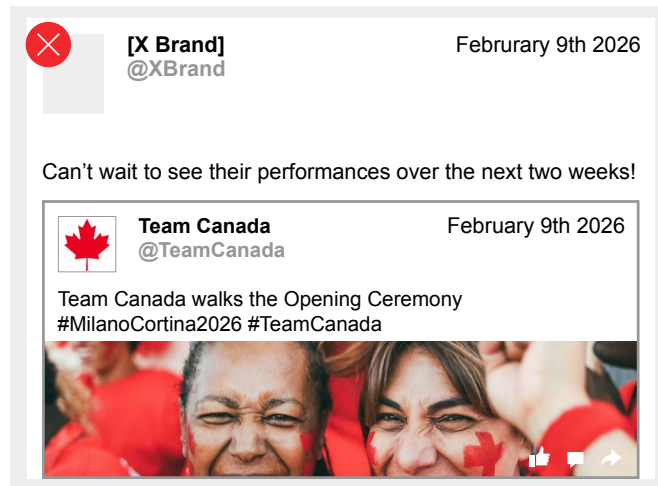 [X Brand] Februrary 9th 2026
@XBrand
Can’t wait to see their performances over the next two weeks!
Team Canada February 9th 2026
@TeamCanada
Team Canada walks the Opening Ceremony
#MilanoCortina2026 #TeamCanada